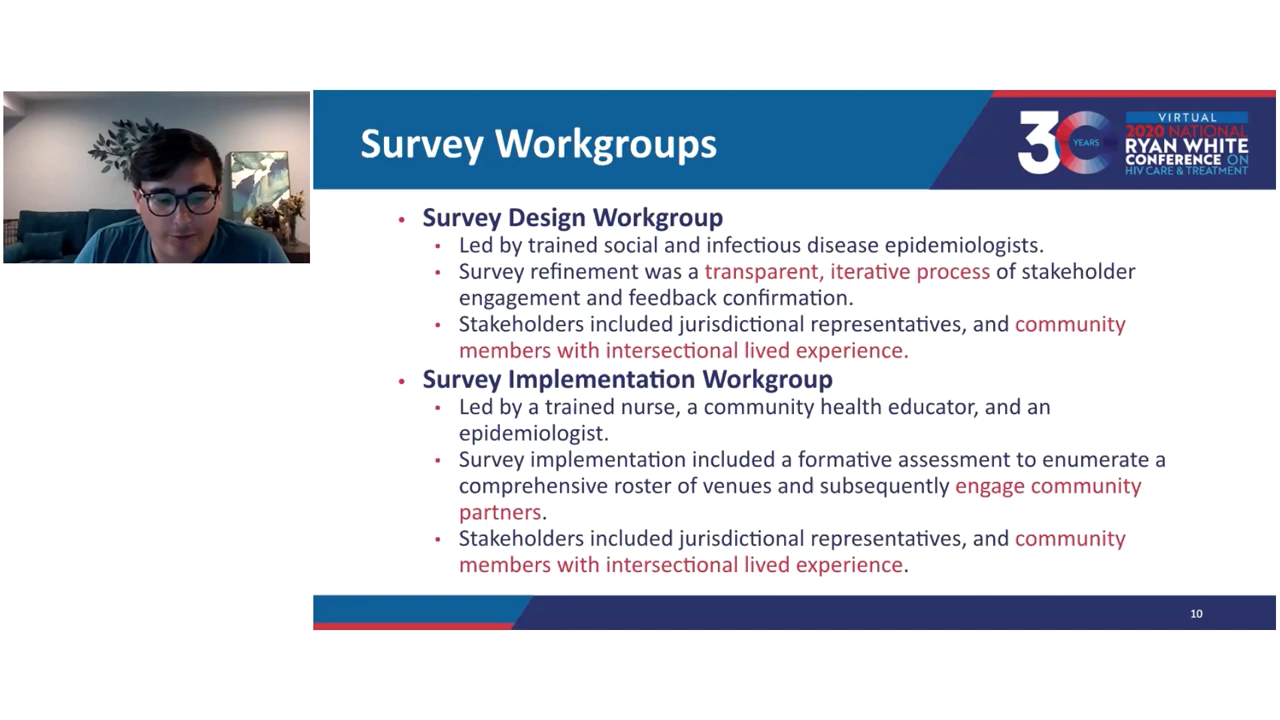 Survey Workgroups
30
YEARS
VIRTUAL
2020 NATIONAL
RYAN WHITE
CONFERENCE ON
HIV CARE & TREATMENT
• Survey Design Workgroup
▪ Led by trained social and infectious disease epidemiologists.
▪ Survey refinement was a transparent, iterative process of stakeholder
engagement and feedback confirmation.
▪ Stakeholders included jurisdictional representatives, and community
members with intersectional lived experience.
• Survey Implementation Workgroup
▪ Led by a trained nurse, a community health educator, and an
epidemiologist.
▪ Survey implementation included a formative assessment to enumerate a
comprehensive roster of venues and subsequently engage community
partners.
▪ Stakeholders included jurisdictional representatives, and community
members with intersectional lived experience.
10